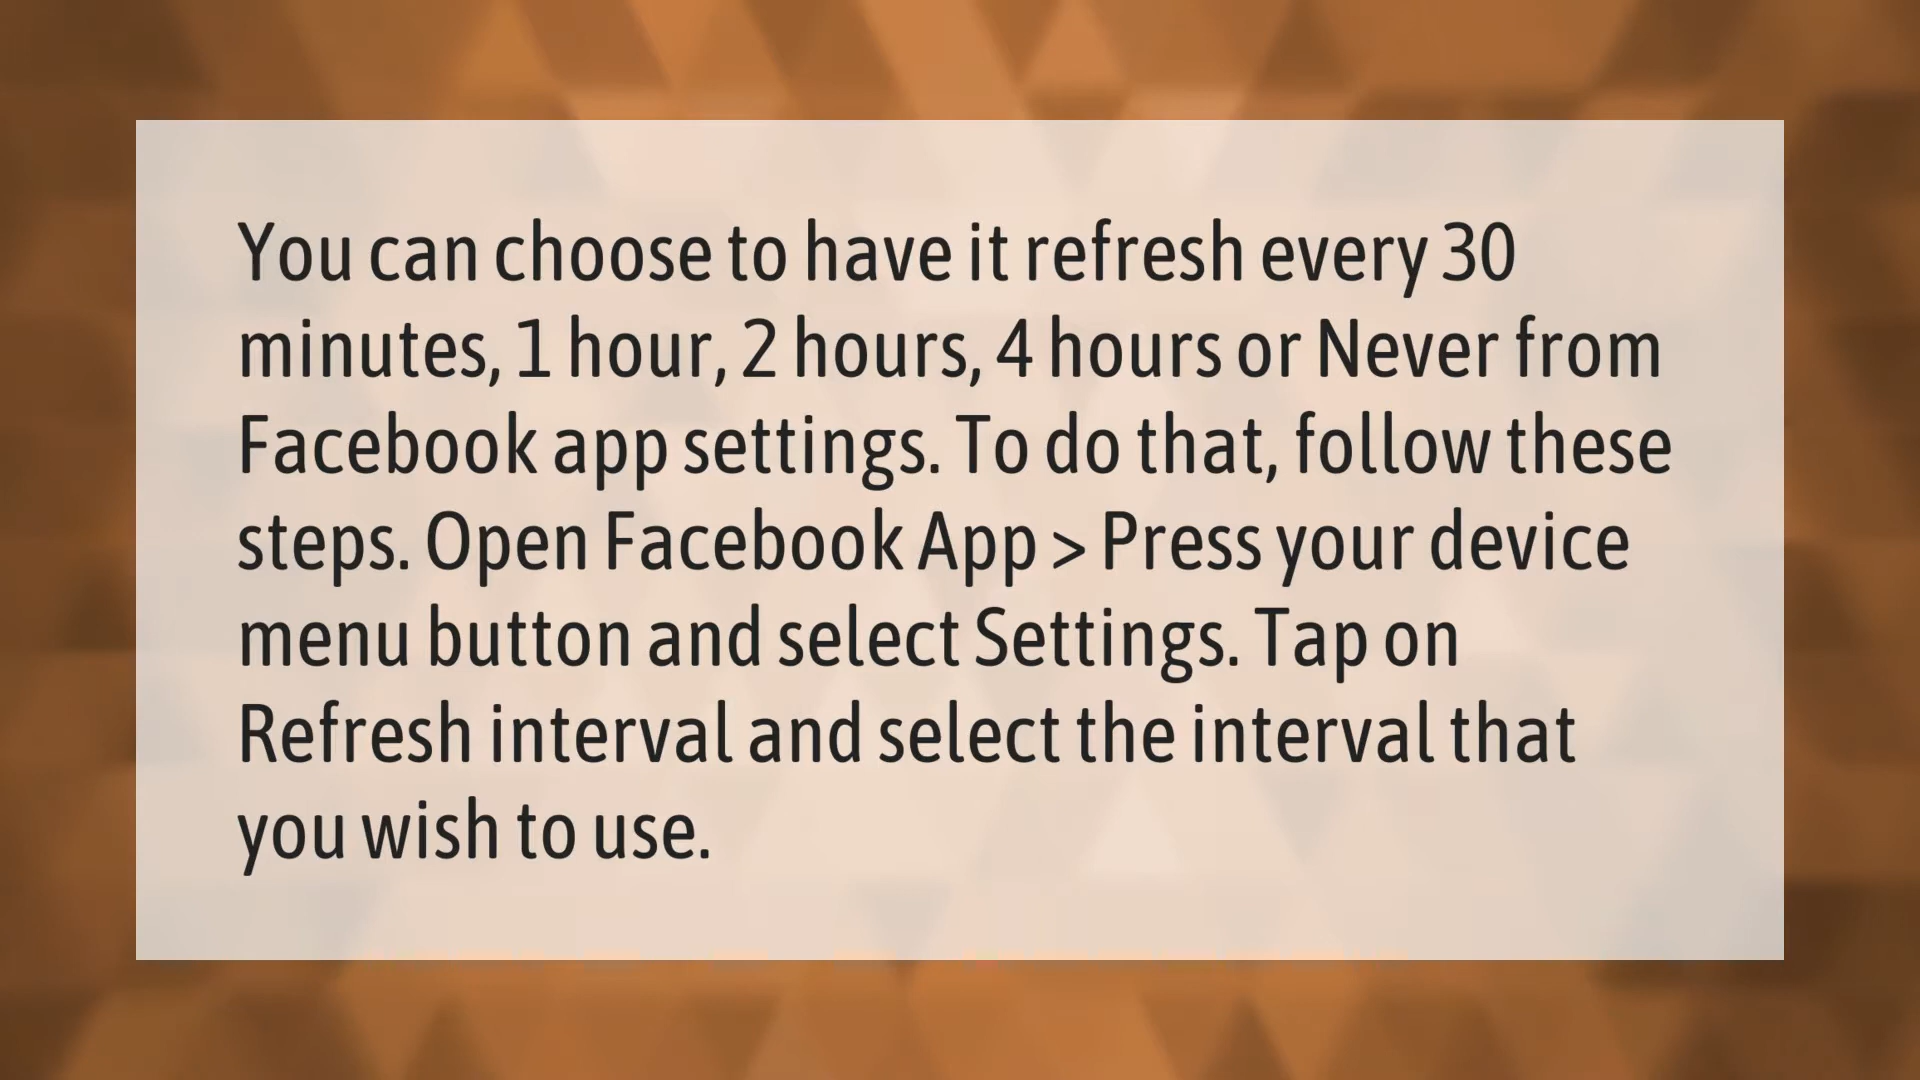 You can choose to have it refresh every 30
minutes, 1 hour, 2 hours, 4 hours or Never from
Facebook app settings. To do that, follow these
steps. Open Facebook App > Press your device
menu button and select Settings. Tap on
Refresh interval and select the interval that
you wish to use.